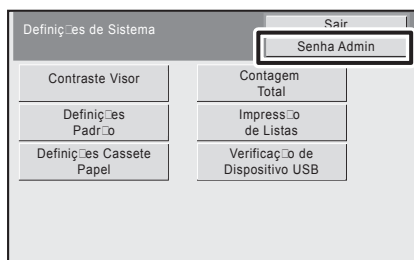 Definiç□es de Sistema
Sair
Senha Admin
Contraste Visor
Contagem
Total
Definiç□es
Padr□o
Impress□o
de Listas
Definiç□es Cassete
Papel
Verificaç□o de
Dispositivo USB